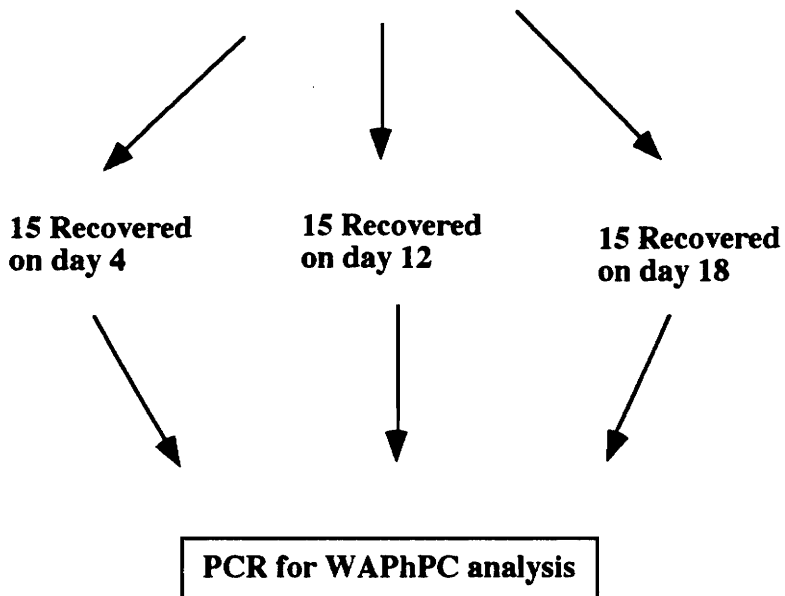 15 Recovered
on day 4
15 Recovered
on day 12
15 Recovered
on day 18
PCR for WAPhPC analysis